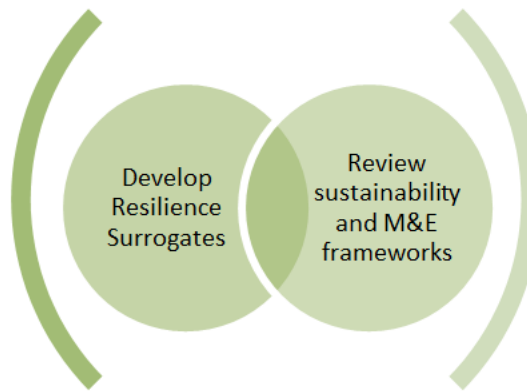 Develop
Resilience
Surrogates
Review
sustainability
and M&E
frameworks